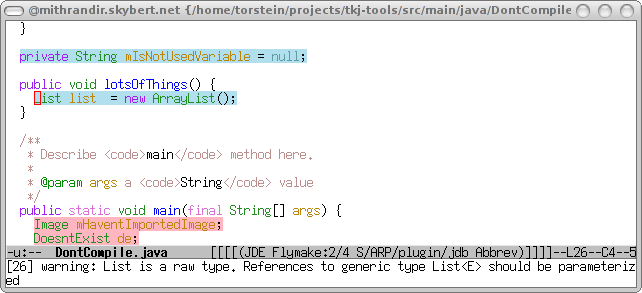 @mithrandir.skybert.net {/home/torstein/projects/tkj-tools/src/main/java/DontCompile
}
private String mIsNotUsedVariable = null;
public void lotsOfThings() {
List list = new ArrayList();
}
/**
* Describe <code>main</code> method here.
*
* @param args a <code>String</code> value
*/
public static void main(final String[] args) {
Image mHaventImportedImage;
DoesntExist de;
-u:-- DontCompile.java [[[[(JDE Flymake:2/4 S/ARP/plugin/.jdb Abbrev)]]]]--L26--C4--5
[26] warning: List is a raw type. References to generic type List<E> should be parameteriz
ed